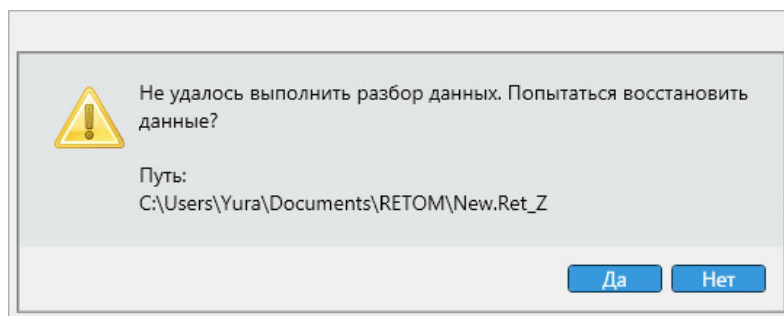 Не удалось выполнить разбор данных. Попытаться восстановить
данные?
Путь:
C:\Users\Yura\Documents\RETOM\New.Ret_Z
Да
Нет